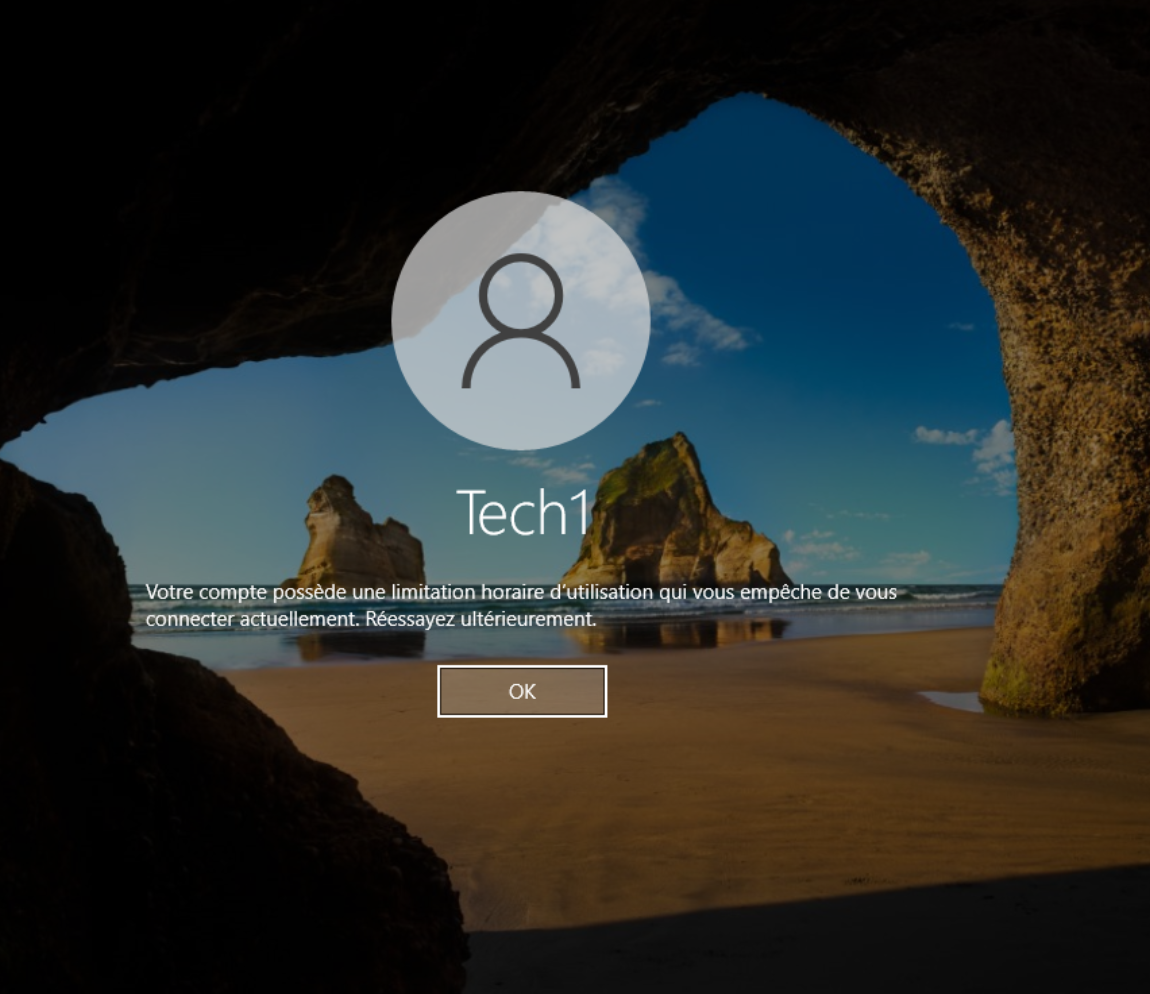 Tech1
Votre compte possède une limitation horaire d'utilisation qui vous empêche de vous
connecter actuellement. Réessayez ultérieurement.
OK